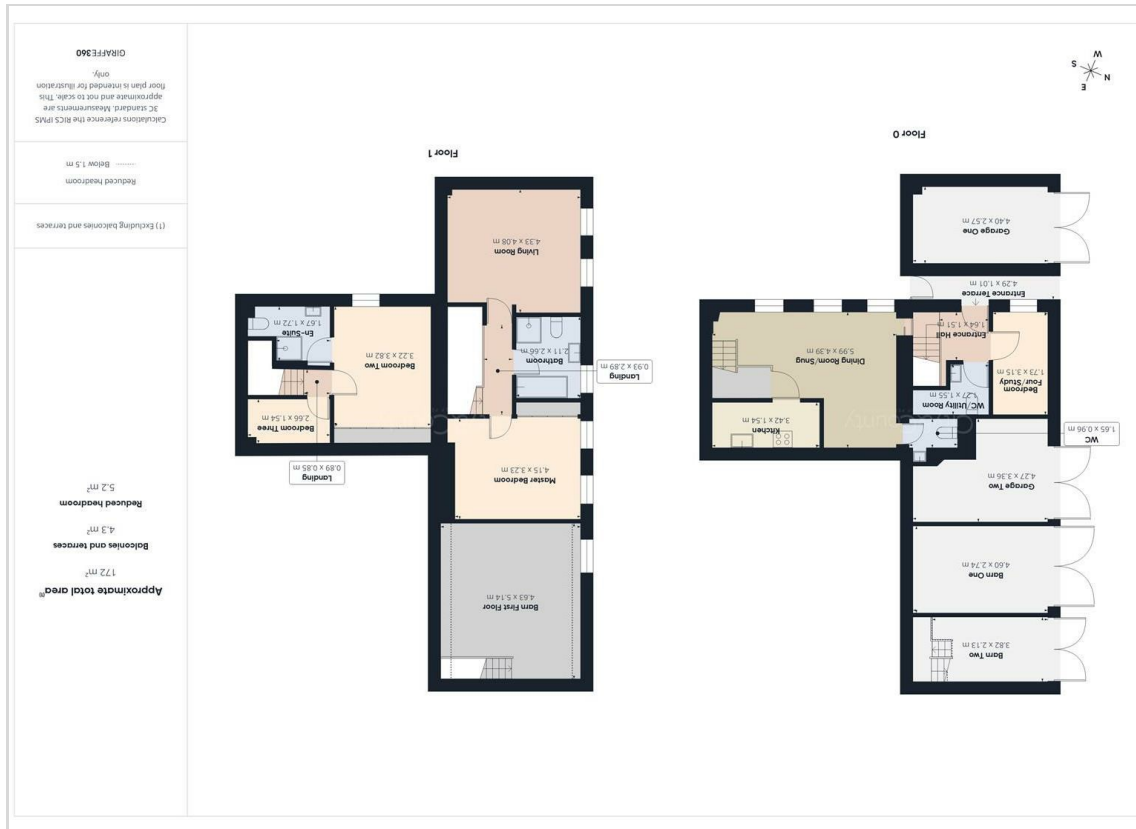 Barn Two
3.82 x 2.13 m
Barn One
4.60 x 2.74 m
Garage Two
4.27 x 3.36 m
WC
1.65 x 0.96 m
WC/Utility Room
1.27 x 1.55 m
Bedroom
Four/Study
1.73 x 3.15 m
Entrance Hall
1.64 x 1.51 m
Kitchen
3.42 x 1.54 m
Dining Room/Snug
5.99 x 4.39 m
Entrance Terrace
4.29 x 1.01 m
Garage One
4.40 x 2.57 m
Floor 0
N
E
S
W
Barn First Floor
4.63 x 5.14 m
Master Bedroom
4.15 x 3.23 m
Landing
0.93 x 2.89 m
Bathroom
2.11 x 2.66 m
Living Room
4.33 x 4.08 m
Landing
0.89 x 0.85 m
Bedroom Three
2.66 x 1.54 m
Bedroom Two
3.22 x 3.82 m
En-Suite
1.67 x 1.72 m
Floor 1
Approximate total area(1)
172 m²
Balconies and terraces
4.3 m²
Reduced headroom
5.2 m²
(1) Excluding balconies and terraces
Reduced headroom
Below 1.5 m
Calculations reference the RICS IPMS
3C standard. Measurements are
approximate and not to scale. This
floor plan is intended for illustration
only.
GIRAFFE360